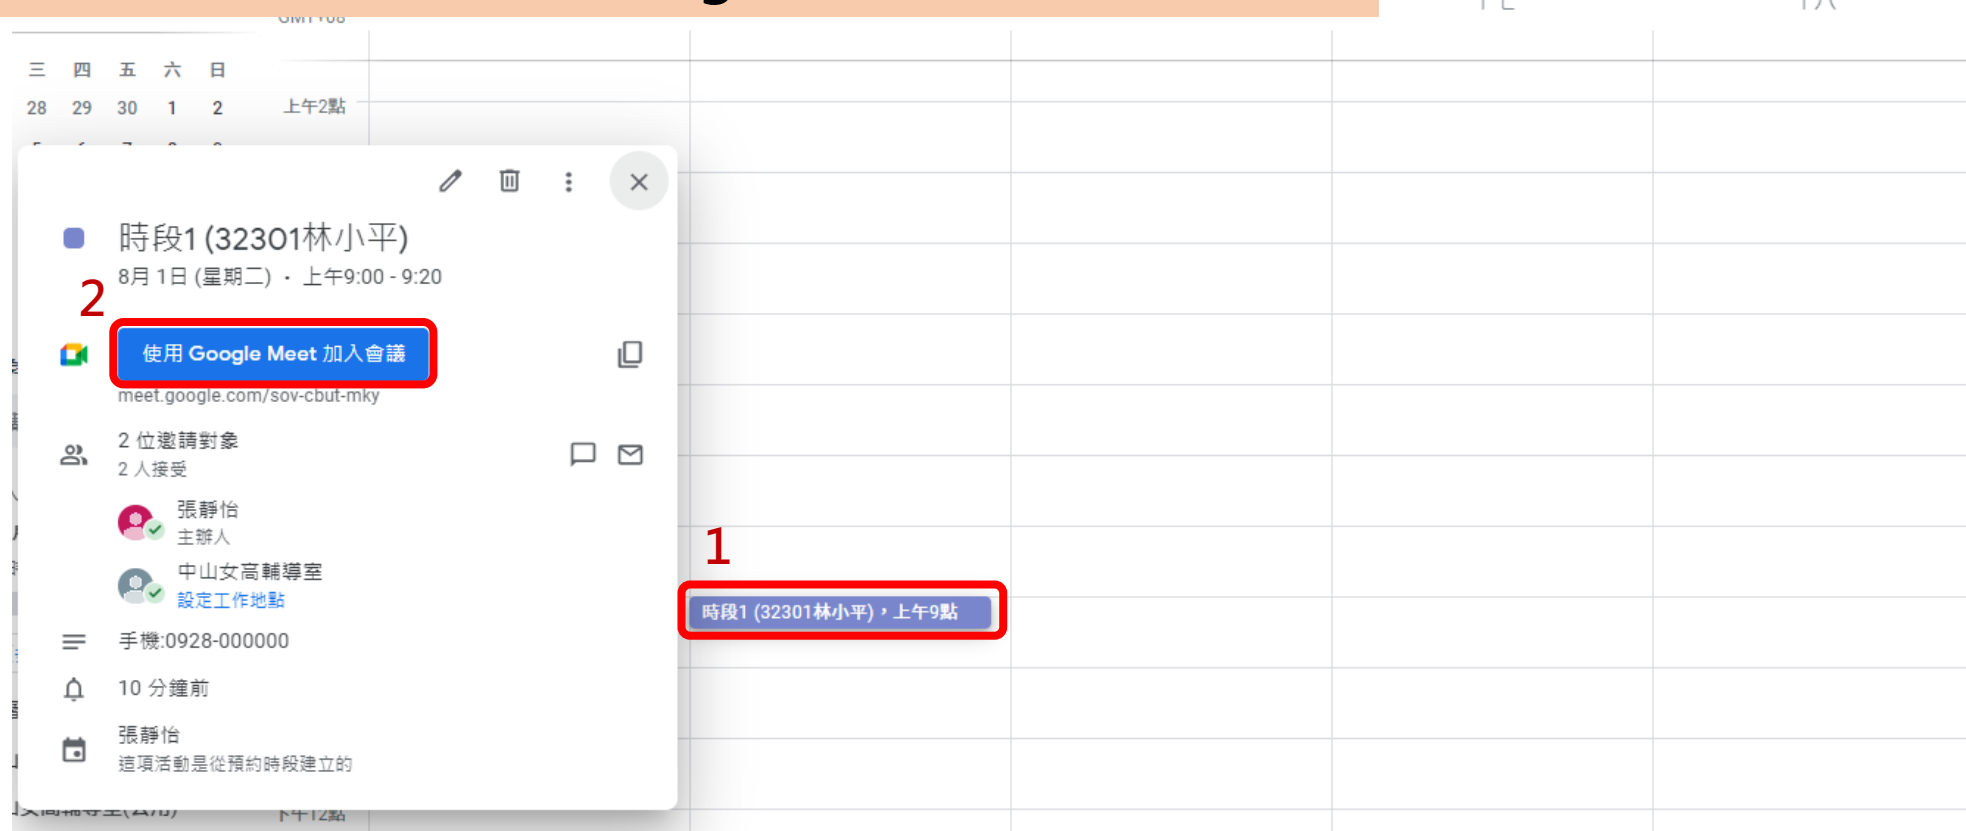 三 四 五 六 日
28 29 30 1 2
上午2點
時段1 (32301林小平)
8月 1日 (星期二) ・ 上午9:00 - 9:20
2
使用 Google Meet 加入會議
meet.google.com/sov-cbut-mky
2 位邀請對象
2 人接受
張靜怡
主辦人
中山女高輔導室
設定工作地點
手機:0928-000000
10 分鐘前
張靜怡
這項活動是從預約時段建立的
下午12點
1
時段1 (32301林小平)，上午9點